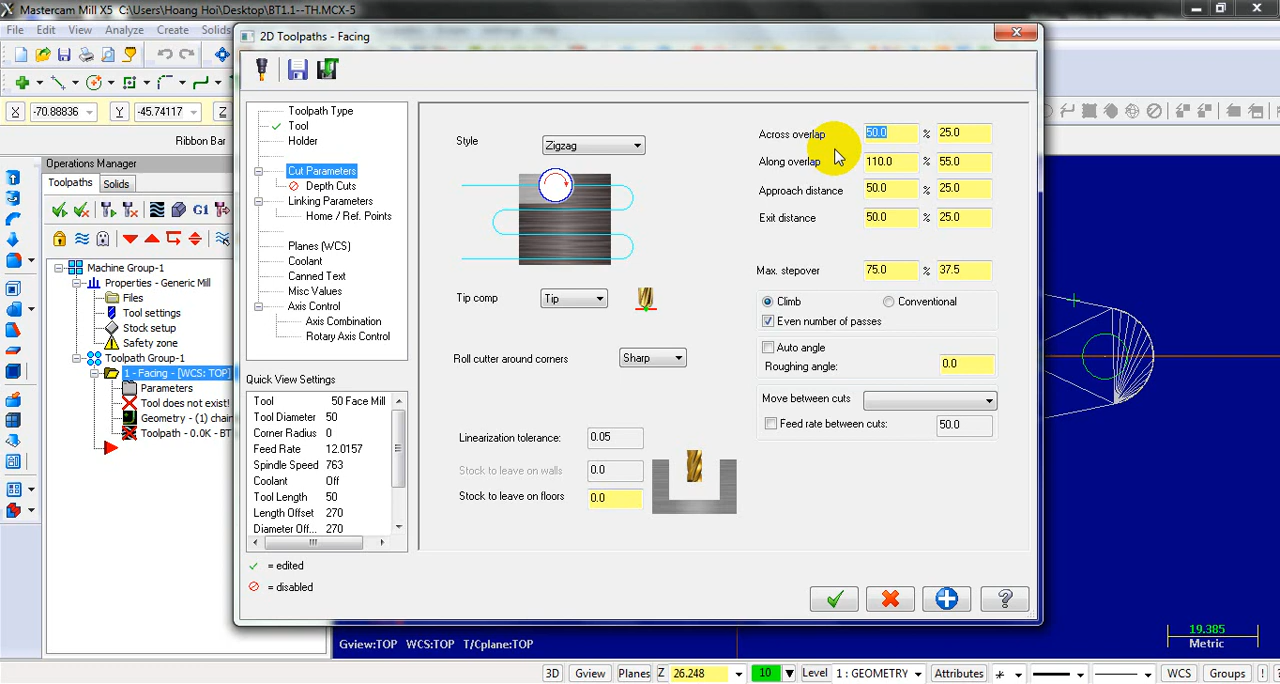 Mastercam Mill X5 C:\Users\Hoang Hoi\Desktop\BT1.1--TH.MCX-5
File Edit View Analyze Create Solids
X -70.88836 Y -45.74117 Z
Ribbon Bar
Operations Manager
Toolpaths Solids
G1
Machine Group-1
Properties - Generic Mill
Files
Tool settings
Stock setup
Safety zone
Toolpath Group-1
1 - Facing - [WCS: TOP]
Parameters
Tool does not exist!
Geometry - (1) chain
Toolpath - 0.0K - BT
2D Toolpaths - Facing
Toolpath Type
Tool
Holder
Cut Parameters
Depth Cuts
Linking Parameters
Home / Ref. Points
Planes (WCS)
Coolant
Canned Text
Misc Values
Axis Control
Axis Combination
Rotary Axis Control
Quick View Settings
Tool 50 Face Mill
Tool Diameter 50
Corner Radius 0
Feed Rate 12.0157
Spindle Speed 763
Coolant Off
Tool Length 50
Length Offset 270
Diameter Off... 270
= edited
= disabled
Style Zigzag
Tip comp Tip
Roll cutter around corners Sharp
Linearization tolerance: 0.05
Stock to leave on walls 0.0
Stock to leave on floors 0.0
Across overlap 50.0 % 25.0
Along overlap 110.0 % 55.0
Approach distance 50.0 % 25.0
Exit distance 50.0 % 25.0
Max. stepover 75.0 % 37.5
Climb Conventional
Even number of passes
Auto angle
Roughing angle: 0.0
Move between cuts
Feed rate between cuts: 50.0
19.385
Metric
Gview:TOP WCS:TOP T/Cplane:TOP
3D Gview Planes Z 26.248 10 Level 1 : GEOMETRY Attributes WCS Groups